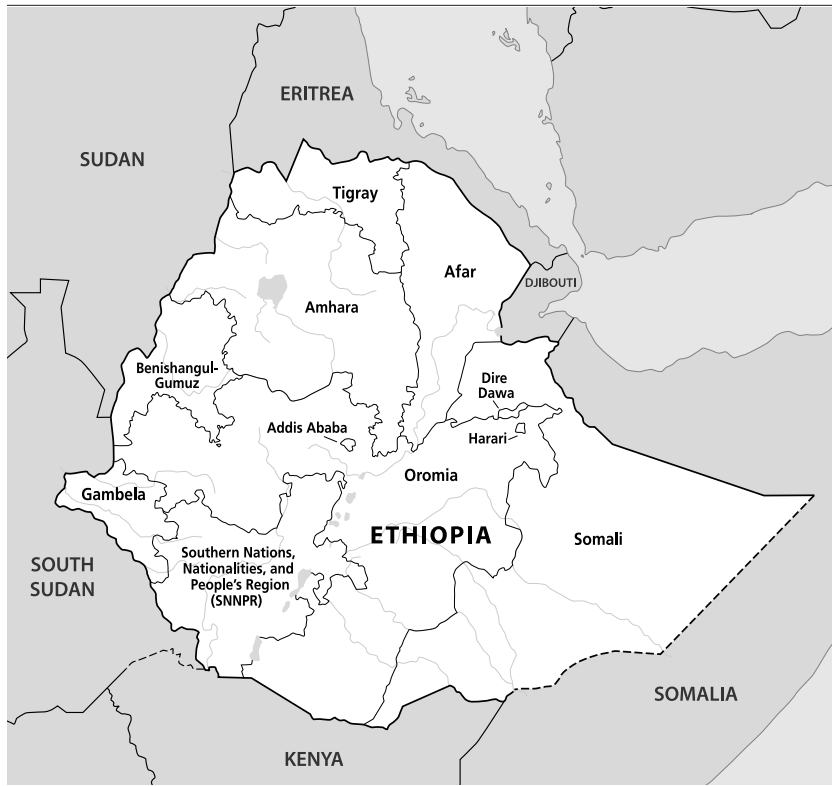 ERITREA
SUDAN
Tigray
Afar
DJIBOUTI
Amhara
Benishangul-
Gumuz
Dire
Dawa
Addis Ababa
Harari
Oromia
Gambela
ETHIOPIA
Somali
Southern Nations,
Nationalities, and
People's Region
(SNNPR)
SOUTH
SUDAN
SOMALIA
KENYA